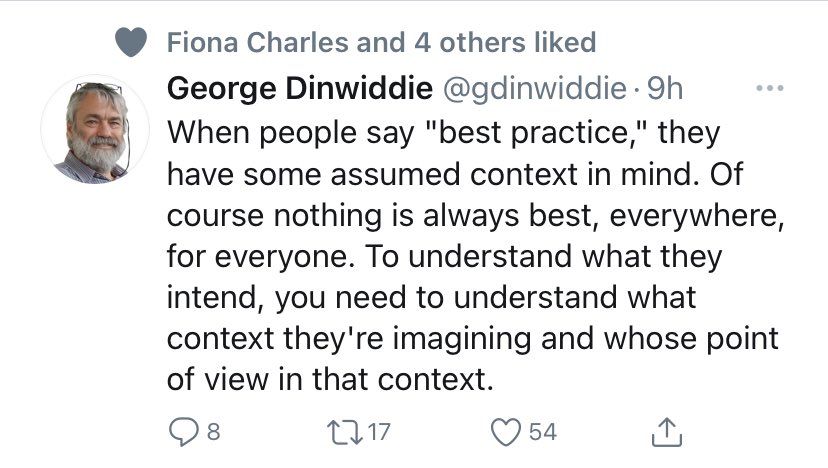 Fiona Charles and 4 others liked
George Dinwiddie @gdinwiddie · 9h
When people say "best practice," they
have some assumed context in mind. Of
course nothing is always best, everywhere,
for everyone. To understand what they
intend, you need to understand what
context they're imagining and whose point
of view in that context.
8 17 54